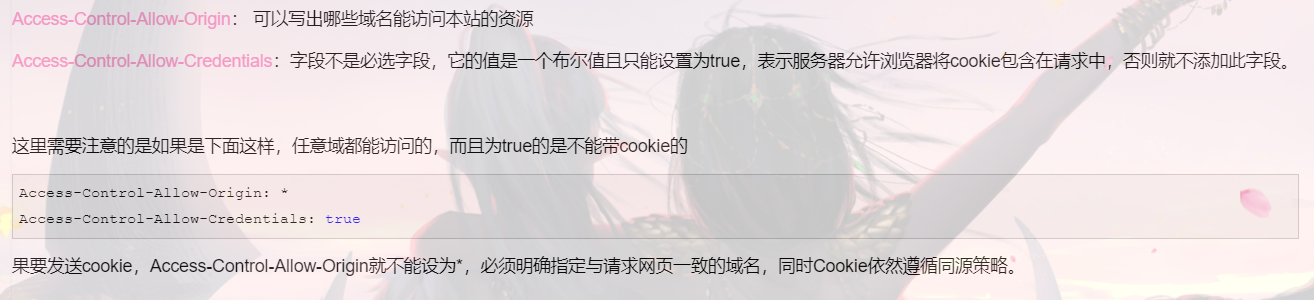 Access-Control-Allow-Origin： 可以写出哪些域名能访问本站的资源
Access-Control-Allow-Credentials：字段不是必选字段，它的值是一个布尔值且只能设置为true，表示服务器允许浏览器将cookie包含在请求中，否则就不添加此字段。
这里需要注意的是如果是下面这样，任意域都能访问的，而且为true的是不能带cookie的
Access-Control-Allow-Origin: *
Access-Control-Allow-Credentials: true
果要发送cookie，Access-Control-Allow-Origin就不能设为*，必须明确指定与请求网页一致的域名，同时Cookie依然遵循同源策略。